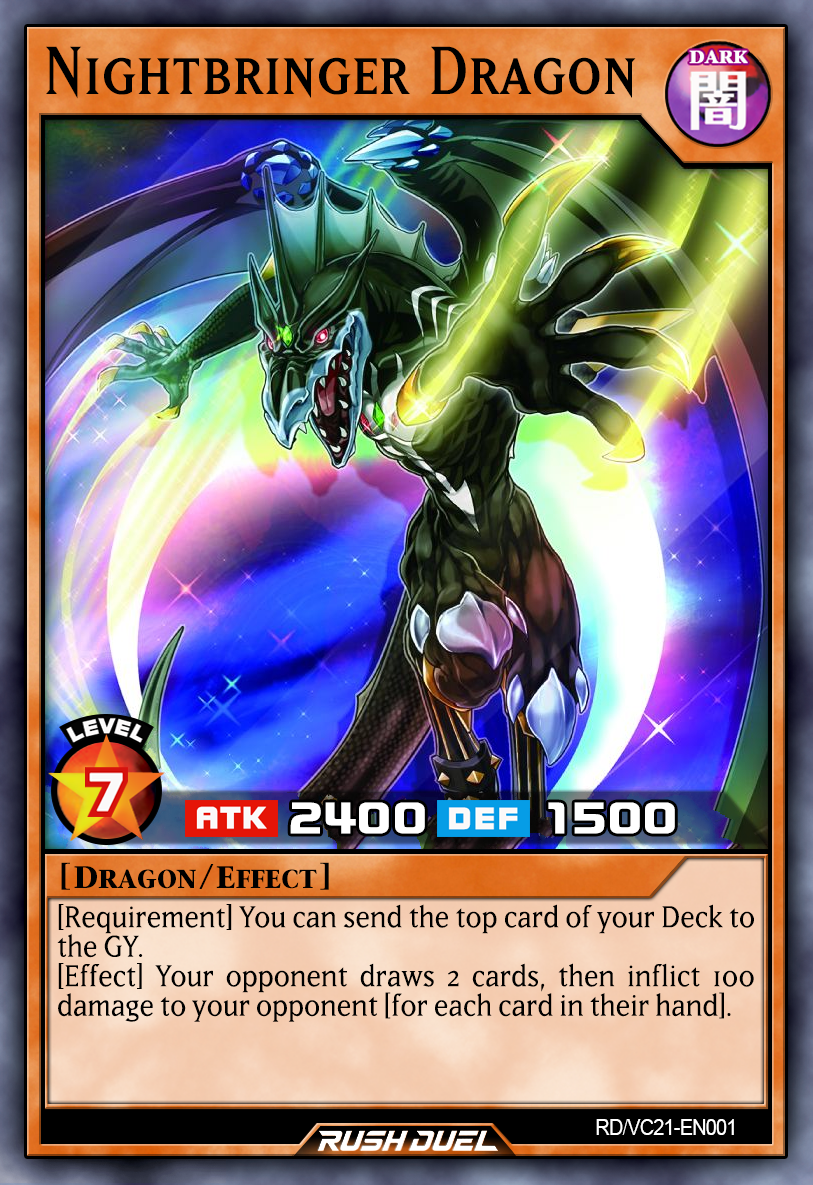 Nightbringer Dragon
DARK
闇
LEVEL
7
ATK 2400 DEF 1500
[Dragon/Effect]
[Requirement] You can send the top card of your Deck to
the GY.
[Effect] Your opponent draws 2 cards, then inflict 100
damage to your opponent [for each card in their hand].
RD/VC21-EN001
RUSH DUEL